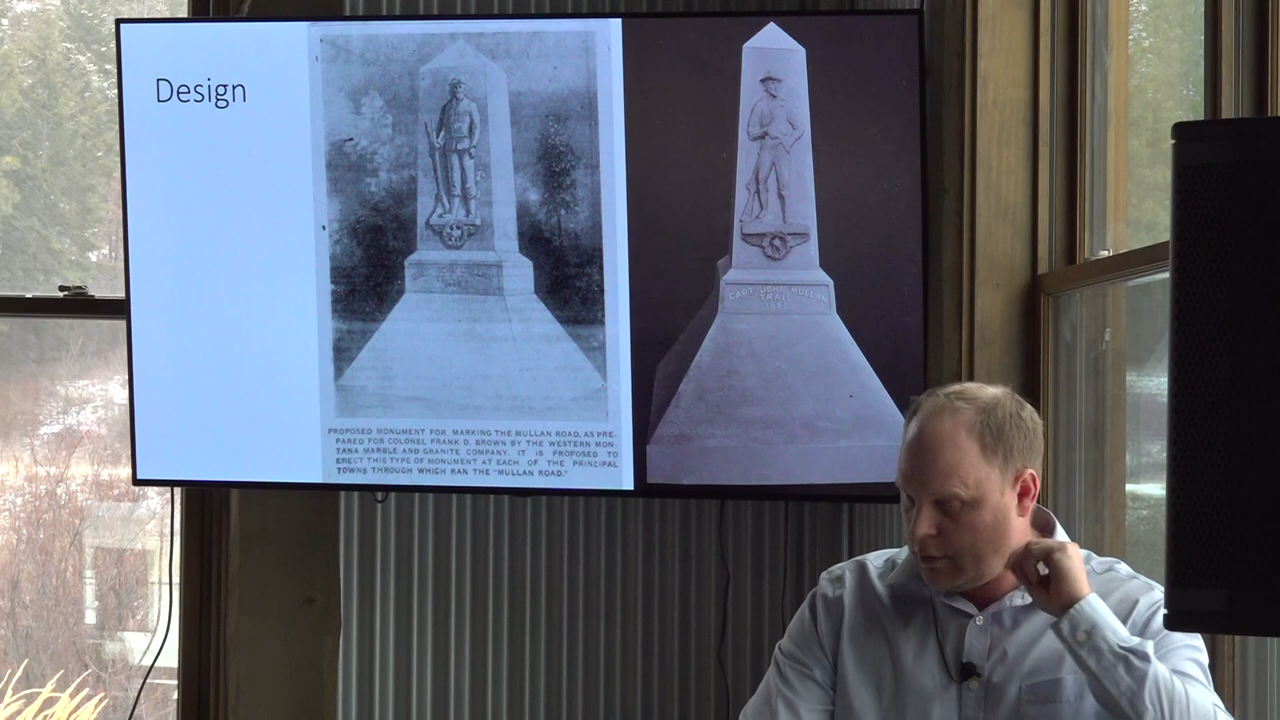 Design
PROPOSED MONUMENT FOR MARKING THE MULLAN ROAD, AS PRE-
PARED FOR COLONEL FRANK D. BROWN BY THE WESTERN MON-
TANA MARBLE AND GRANITE COMPANY. IT IS PROPOSED TO
ERECT THIS TYPE OF MONUMENT AT EACH OF THE PRINCIPAL
TOWNS THROUGH WHICH RAN THE "MULLAN ROAD."
CAPT. JOHN MULLAN
TRAIL